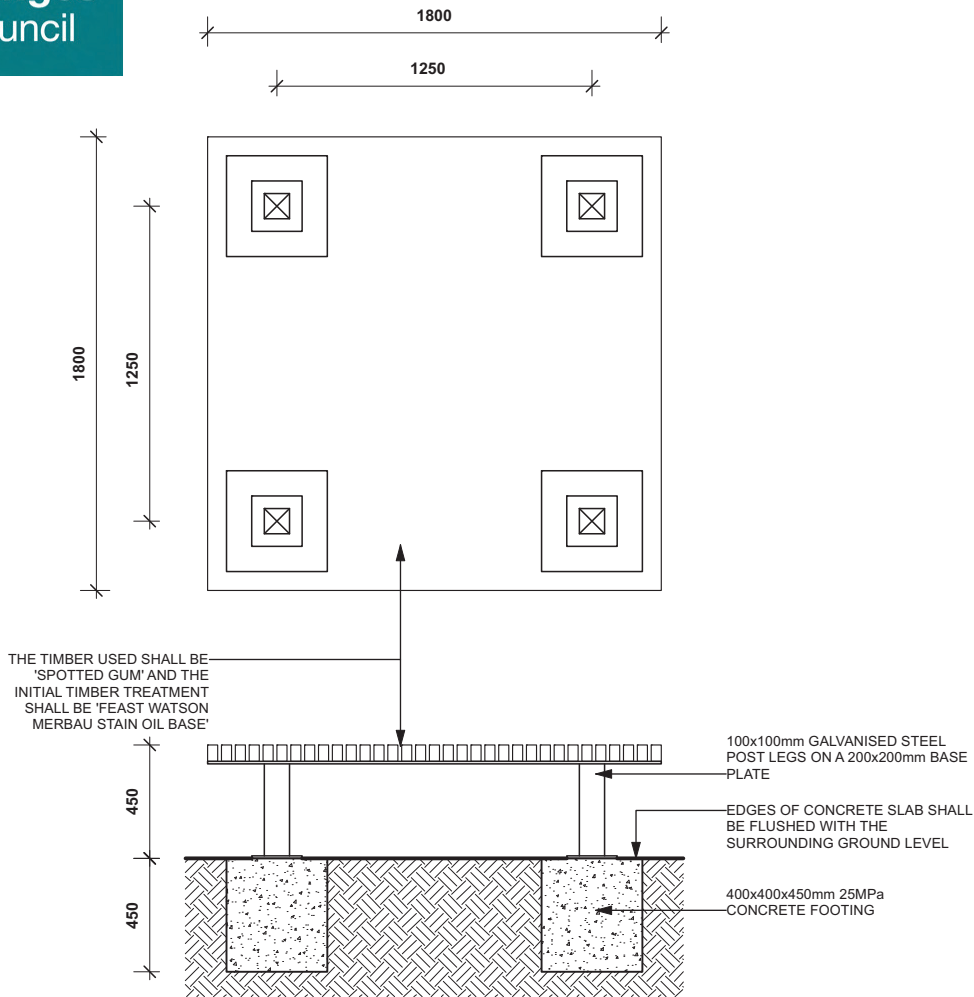 uncil
1800
1250
1800
1250
THE TIMBER USED SHALL BE
'SPOTTED GUM' AND THE
INITIAL TIMBER TREATMENT
SHALL BE 'FEAST WATSON
MERBAU STAIN OIL BASE'
450
450
100x100mm GALVANISED STEEL
POST LEGS ON A 200x200mm BASE
PLATE
EDGES OF CONCRETE SLAB SHALL
BE FLUSHED WITH THE
SURROUNDING GROUND LEVEL
400x400x450mm 25MPa
CONCRETE FOOTING